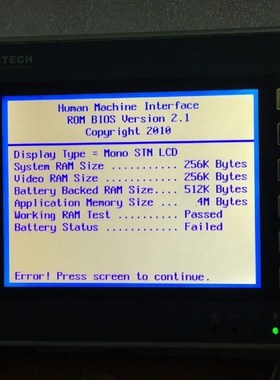 TECH
Human Machine Interface
ROM BIOS Version 2.1
Copyright 2010
Display Type = Mono STN LCD
System RAM Size ........... 256K Bytes
Video RAM Size ............ 256K Bytes
Battery Backed RAM Size.... 512K Bytes
Application Memory Size ... 4M Bytes
Working RAM Test .......... Passed
Battery Status ............ Failed
Error! Press screen to continue.